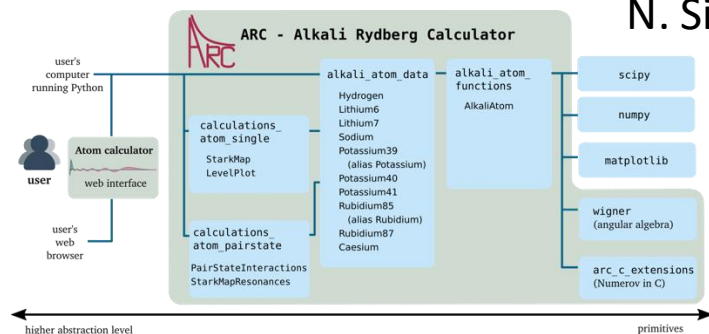 N. Si
ARC
ARC - Alkali Rydberg Calculator
user's
computer
running Python
user
Atom calculator
web interface
user's
web
browser
calculations_
atom_single
StarkMap
LevelPlot
calculations_
atom_pairstate
PairStateInteractions
StarkMapResonances
alkali_atom_data
Hydrogen
Lithium6
Lithium7
Sodium
Potassium39
(alias Potassium)
Potassium40
Potassium41
Rubidium85
(alias Rubidium)
Rubidium87
Caesium
alkali_atom_
functions
AlkaliAtom
scipy
numpy
matplotlib
wigner
(angular algebra)
arc_c_extensions
(Numerov in C)
higher abstraction level
primitives